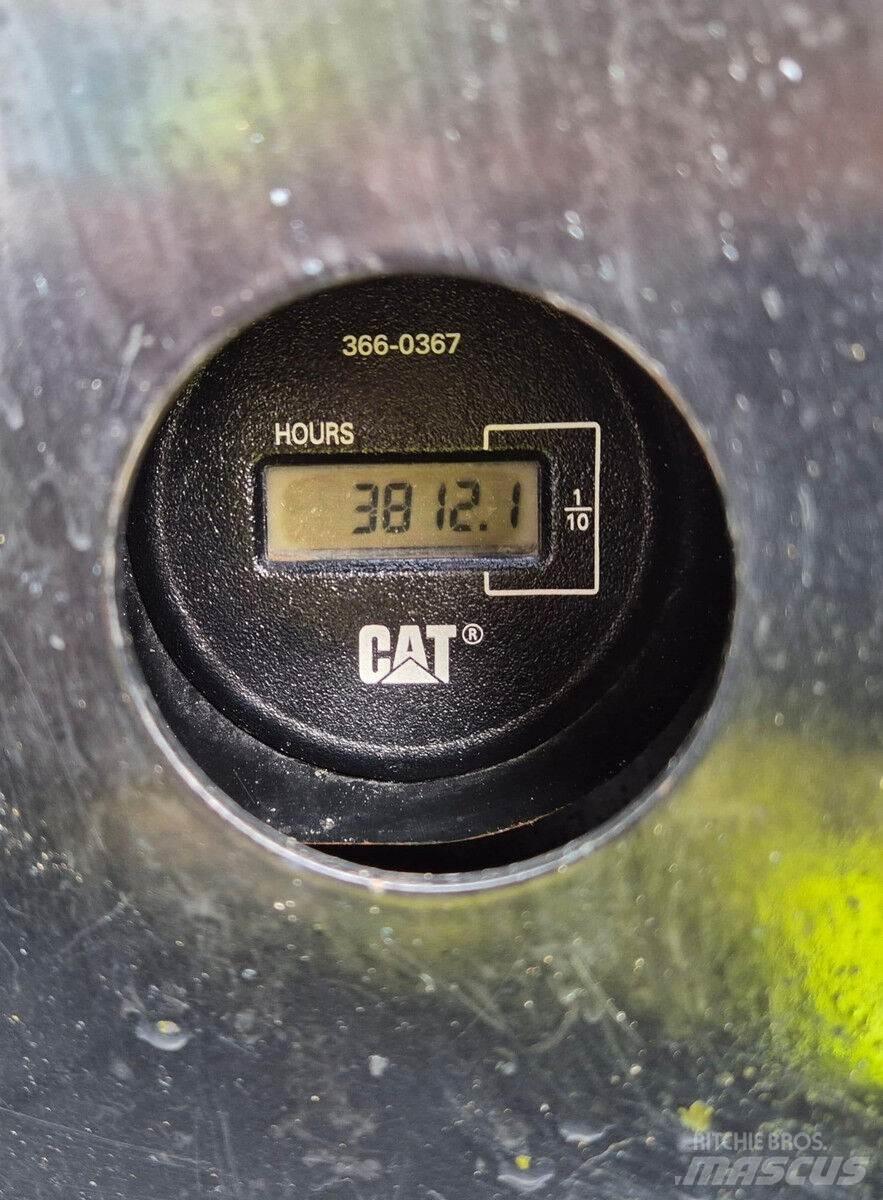 366-0367
HOURS
3812.1
1
10
CAT®
RITCHIE BROS.
MASCUS